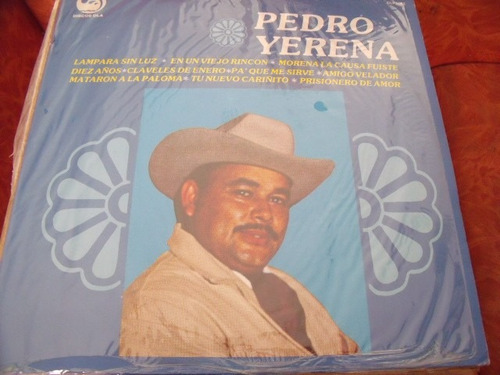 PEDRO
YERENA
LAMPARA SIN LUZ • EN UN VIEJO RINCON • MORENA LA CAUSA FUISTE
DIEZ AÑOS • CLAVELES DE ENERO • PA' QUE ME SIRVE • AMIGO VELADOR
MATARON A LA PALOMA • TU NUEVO CARIÑITO • PRISIONERO DE AMOR